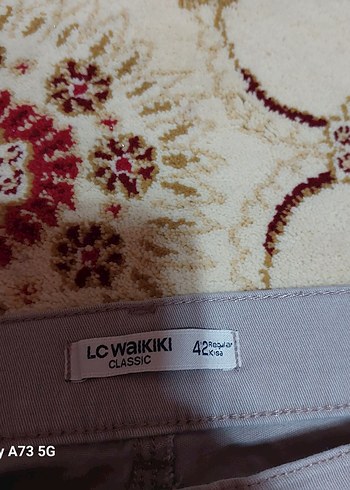 LC WAIKIKI
CLASSIC
42 Regular
Kısa
y A73 5G